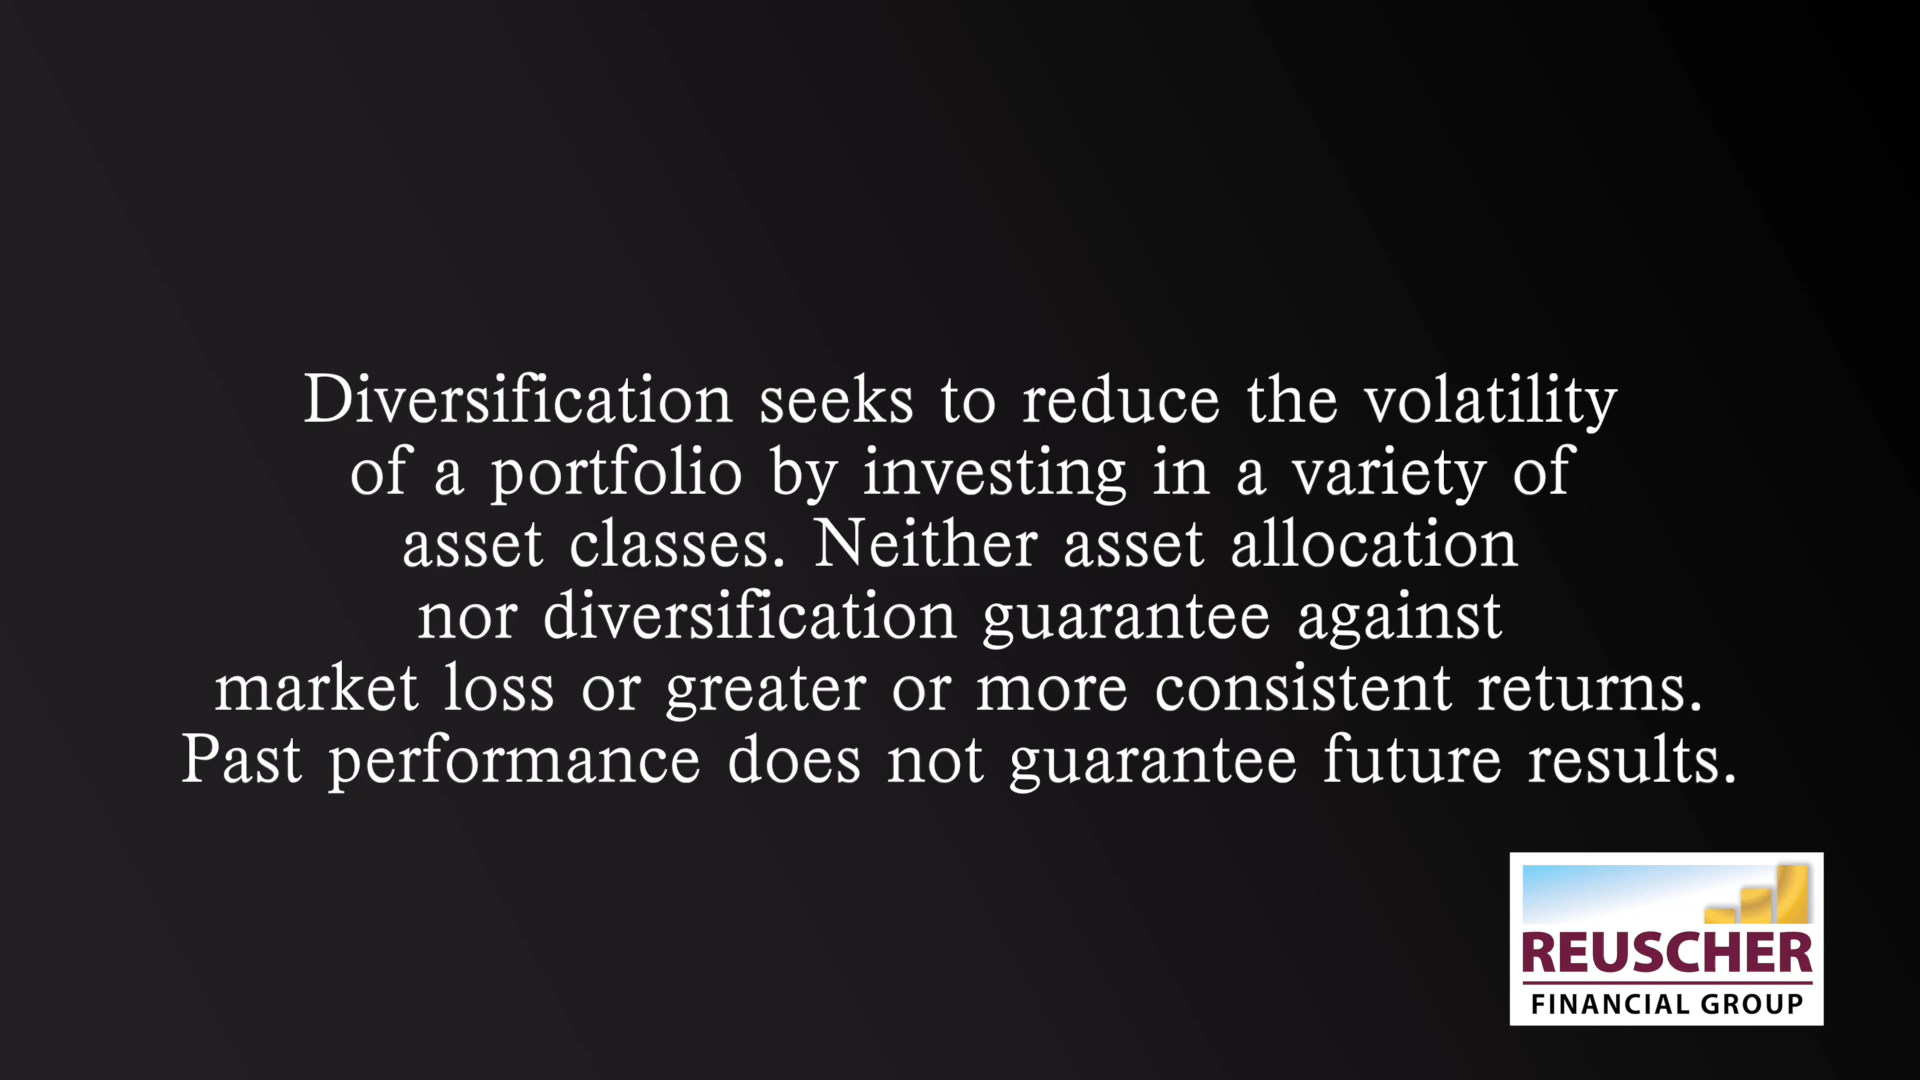 Diversification seeks to reduce the volatility
of a portfolio by investing in a variety of
asset classes. Neither asset allocation
nor diversification guarantee against
market loss or greater or more consistent returns.
Past performance does not guarantee future results.
REUSCHER
FINANCIAL GROUP